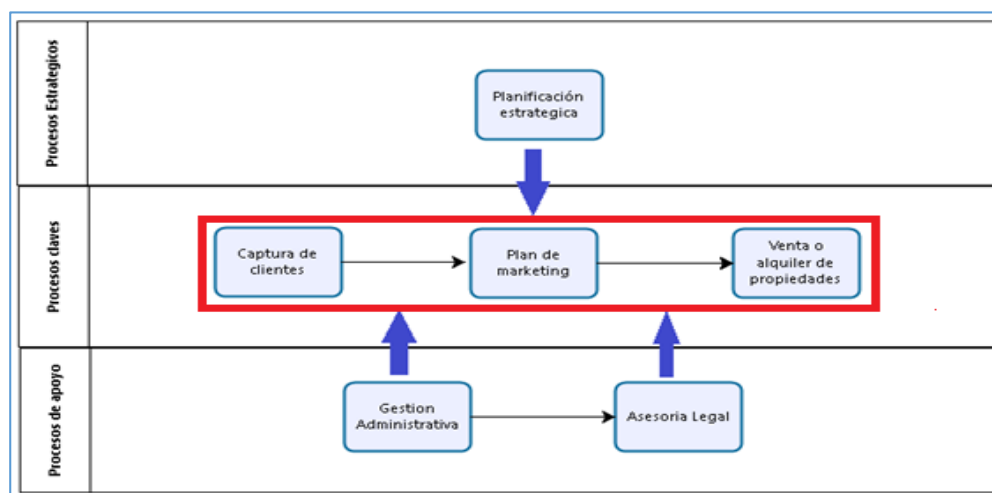 Procesos Estrategicos
Planificación
estrategica
Procesos claves
Captura de
clientes
Plan de
marketing
Venta o
alquiler de
propiedades
Procesos de apoyo
Gestion
Administrativa
Asesoria Legal